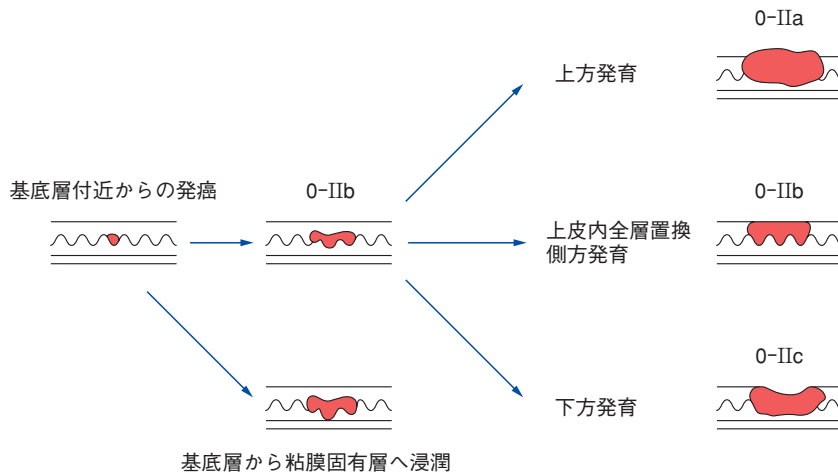 0-Ⅱa
上方発育
基底層付近からの発癌
0-Ⅱb
0-Ⅱb
上皮内全層置換
側方発育
0-Ⅱc
下方発育
基底層から粘膜固有層へ浸潤